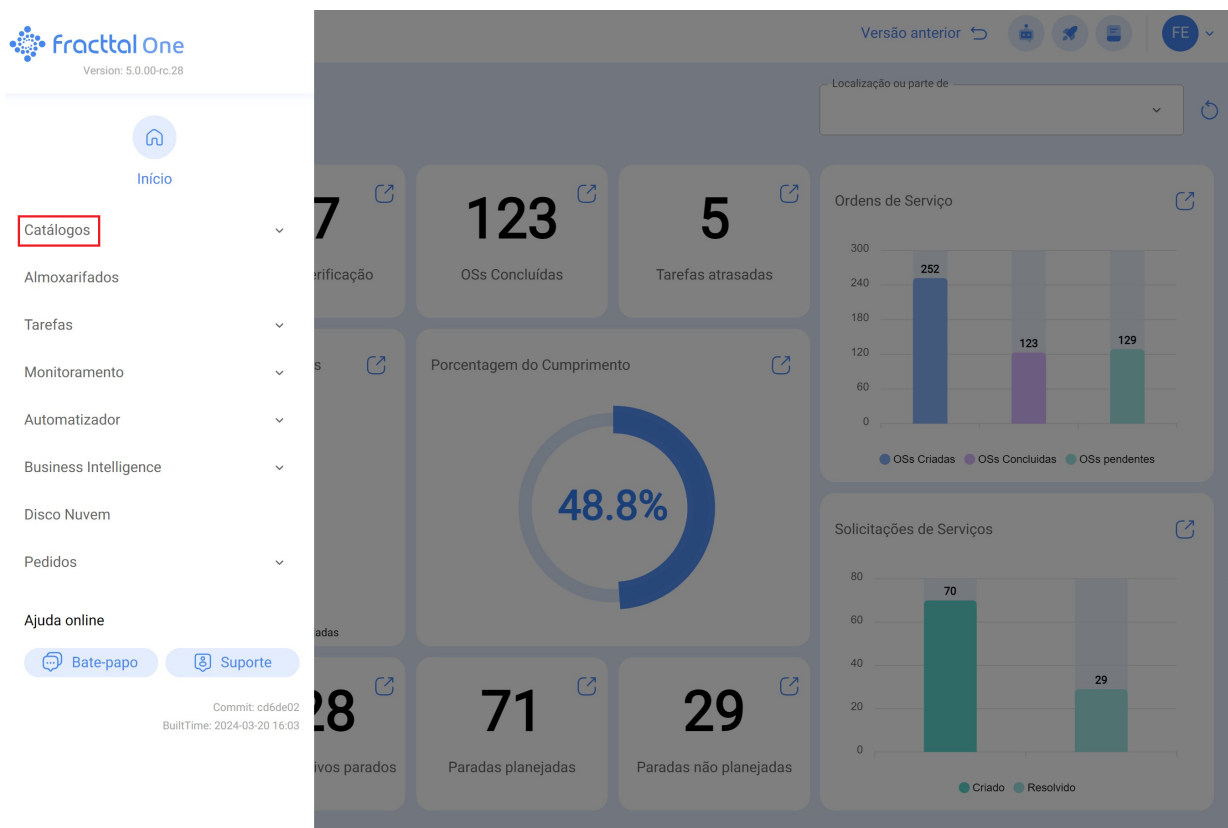 fracttal One
Version: 5.0.00-rc.28
Início
Catálogos
Almoxarifados
Tarefas
Monitoramento
Automatizador
Business Intelligence
Disco Nuvem
Pedidos
Ajuda online
Bate-papo
Suporte
Commit: cd6de02
BuiltTime: 2024-03-20 16:03
Versão anterior
FE
Localização ou parte de
7
erificação
123
OSs Concluídas
5
Tarefas atrasadas
Ordens de Serviço
300
240
180
120
60
0
252
123
129
OSs Criadas OSs Concluidas OSs pendentes
s
adas
Porcentagem do Cumprimento
48.8%
Solicitações de Serviços
80
60
40
20
0
70
29
Criado Resolvido
28
ivos parados
71
Paradas planejadas
29
Paradas não planejadas